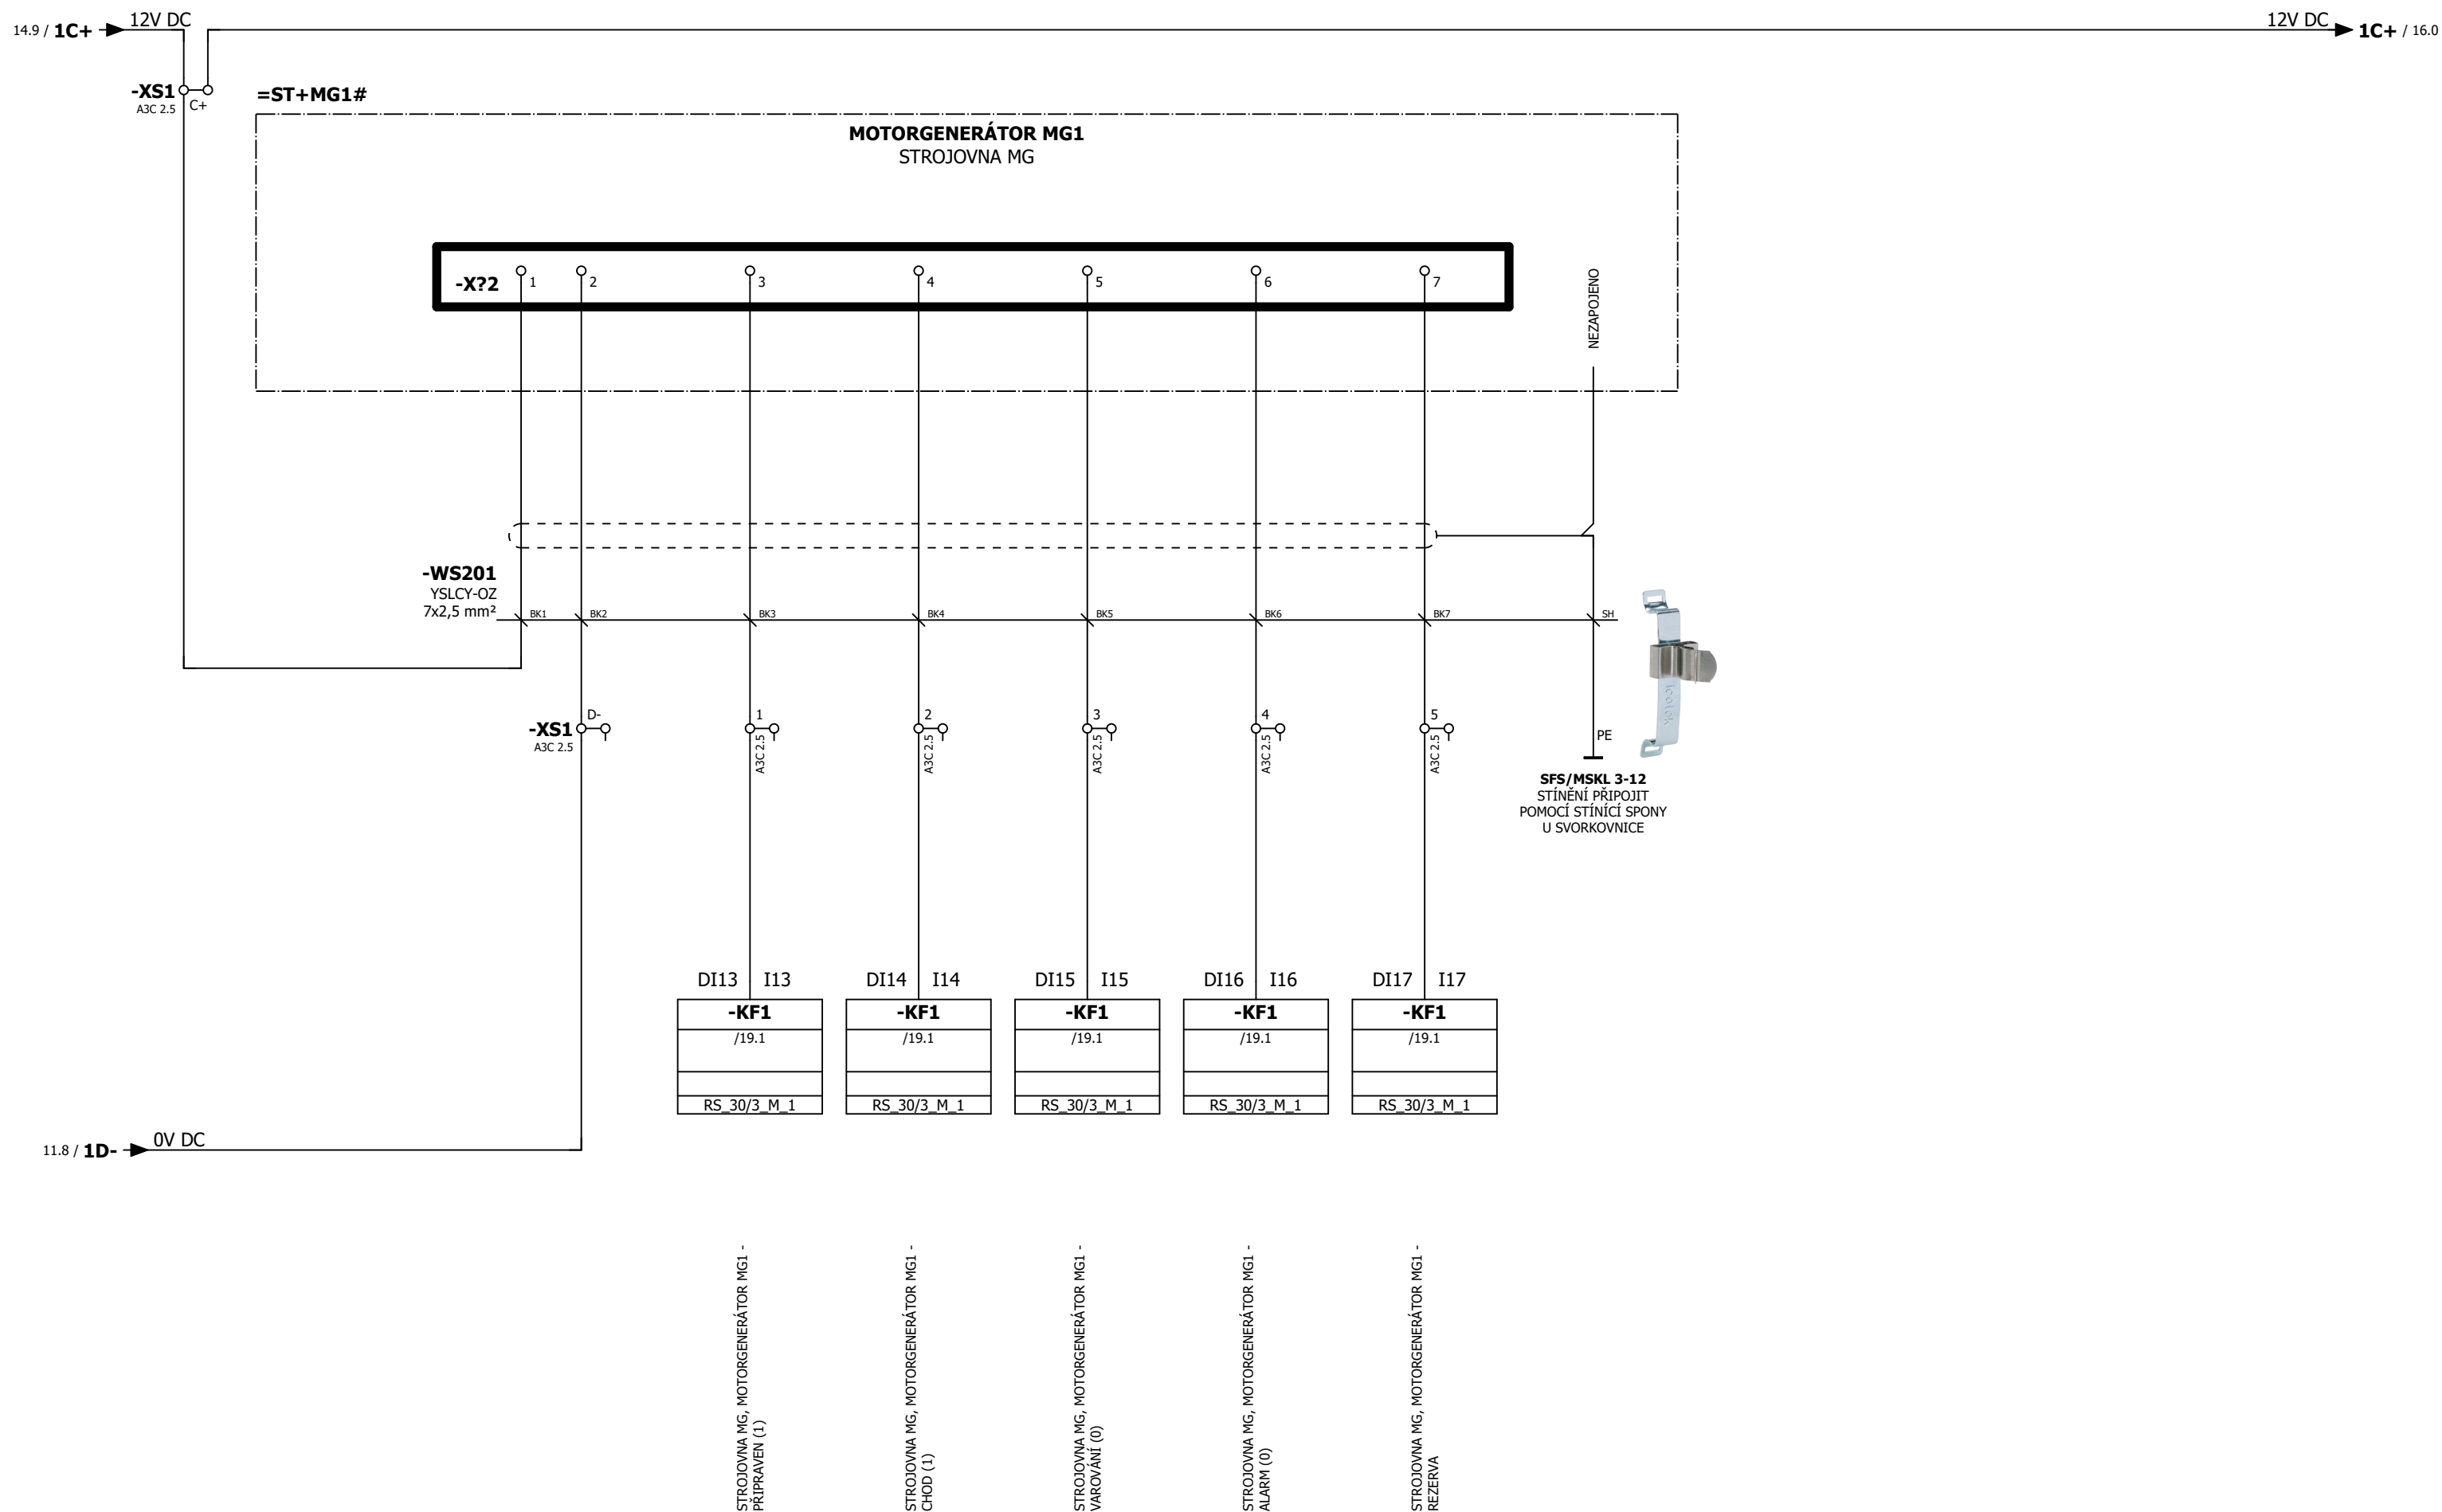 12V DC
14.9 / 1C+
12V DC
1C+ / 16.0
-XS1
A3C 2.5
C+
=ST+MG1#
MOTORGENERÁTOR MG1
STROJOVNA MG
-X?2
1
2
3
4
5
6
7
NEZAPOJENO
-WS201
YSLCY-OZ
7x2,5 mm²
BK1
BK2
BK3
BK4
BK5
BK6
BK7
SH
icotek
-XS1
A3C 2.5
D-
1
A3C 2.5
2
A3C 2.5
3
A3C 2.5
4
A3C 2.5
5
A3C 2.5
PE
SFS/MSKL 3-12
STÍNĚNÍ PŘIPOJIT
POMOCÍ STÍNÍCÍ SPONY
U SVORKOVNICE
DI13 I13
-KF1
/19.1
RS_30/3_M_1
DI14 I14
-KF1
/19.1
RS_30/3_M_1
DI15 I15
-KF1
/19.1
RS_30/3_M_1
DI16 I16
-KF1
/19.1
RS_30/3_M_1
DI17 I17
-KF1
/19.1
RS_30/3_M_1
0V DC
11.8 / 1D-
STROJOVNA MG, MOTORGENERÁTOR MG1 -
PŘIPRAVEN (1)
STROJOVNA MG, MOTORGENERÁTOR MG1 -
CHOD (1)
STROJOVNA MG, MOTORGENERÁTOR MG1 -
VAROVÁNÍ (0)
STROJOVNA MG, MOTORGENERÁTOR MG1 -
ALARM (0)
STROJOVNA MG, MOTORGENERÁTOR MG1 -
REZERVA